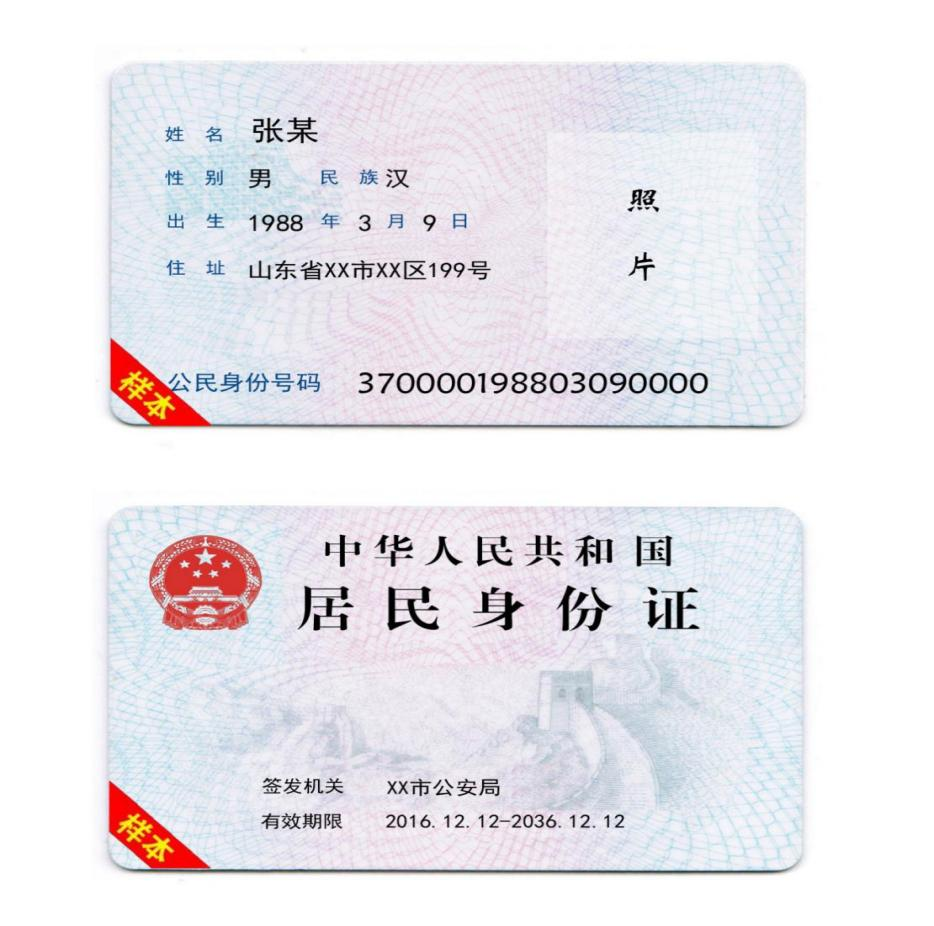 姓名 张某
性别 男 民族 汉
出生 1988 年 3 月 9 日
住址 山东省XX市XX区199号
照
片
样本
公民身份号码 370000198803090000
中华人民共和国
居民身份证
签发机关 XX市公安局
有效期限 2016.12.12-2036.12.12
样本